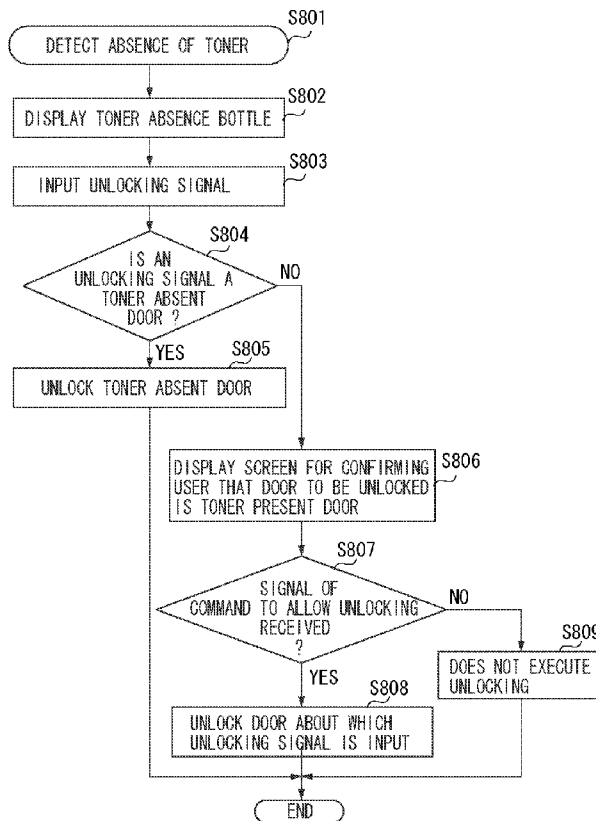 S801
DETECT ABSENCE OF TONER
S802
DISPLAY TONER ABSENCE BOTTLE
S803
INPUT UNLOCKING SIGNAL
S804
IS AN
UNLOCKING SIGNAL A
TONER ABSENT
DOOR ?
NO
YES
S805
UNLOCK TONER ABSENT DOOR
S806
DISPLAY SCREEN FOR CONFIRMING
USER THAT DOOR TO BE UNLOCKED
IS TONER PRESENT DOOR
S807
SIGNAL OF
COMMAND TO ALLOW UNLOCKING
RECEIVED
?
NO
YES
S809
DOES NOT EXECUTE
UNLOCKING
S808
UNLOCK DOOR ABOUT WHICH
UNLOCKING SIGNAL IS INPUT
END